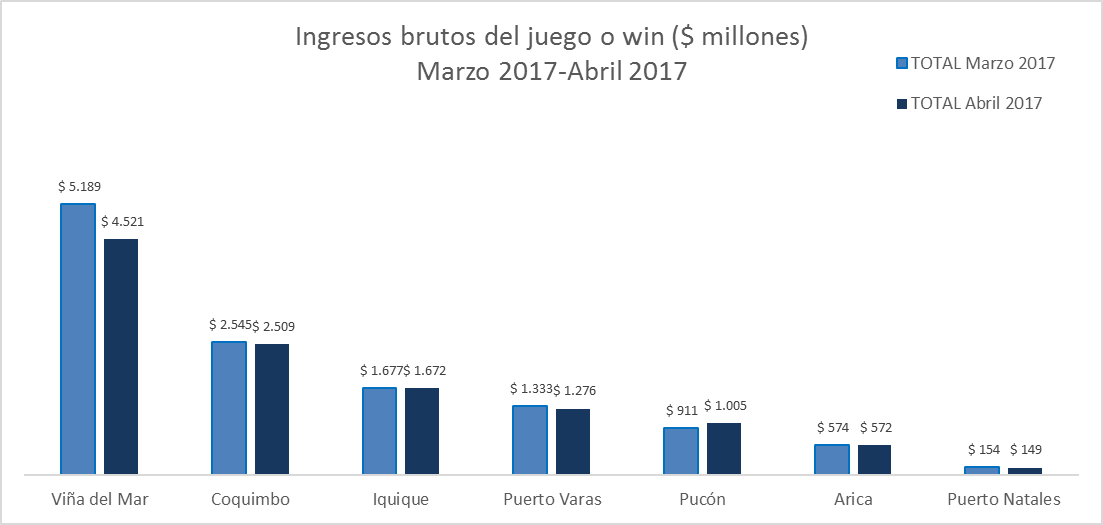 Ingresos brutos del juego o win ($ millones)
Marzo 2017-Abril 2017
TOTAL Marzo 2017
TOTAL Abril 2017
$ 5.189
$ 4.521
$ 2.545 $ 2.509
$ 1.677 $ 1.672
$ 1.333 $ 1.276
$ 911
$ 1.005
$ 574 $ 572
$ 154 $ 149
Viña del Mar Coquimbo Iquique Puerto Varas Pucón Arica Puerto Natales